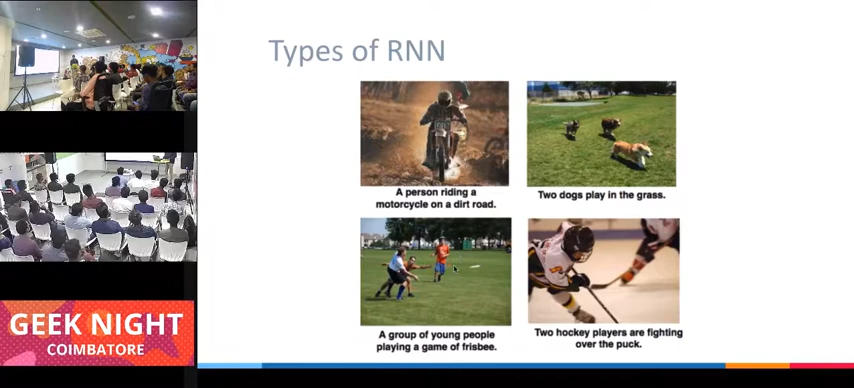 Types of RNN
A person riding a
motorcycle on a dirt road.
Two dogs play in the grass.
A group of young people
playing a game of frisbee.
Two hockey players are fighting
over the puck.
GEEK NIGHT
COIMBATORE